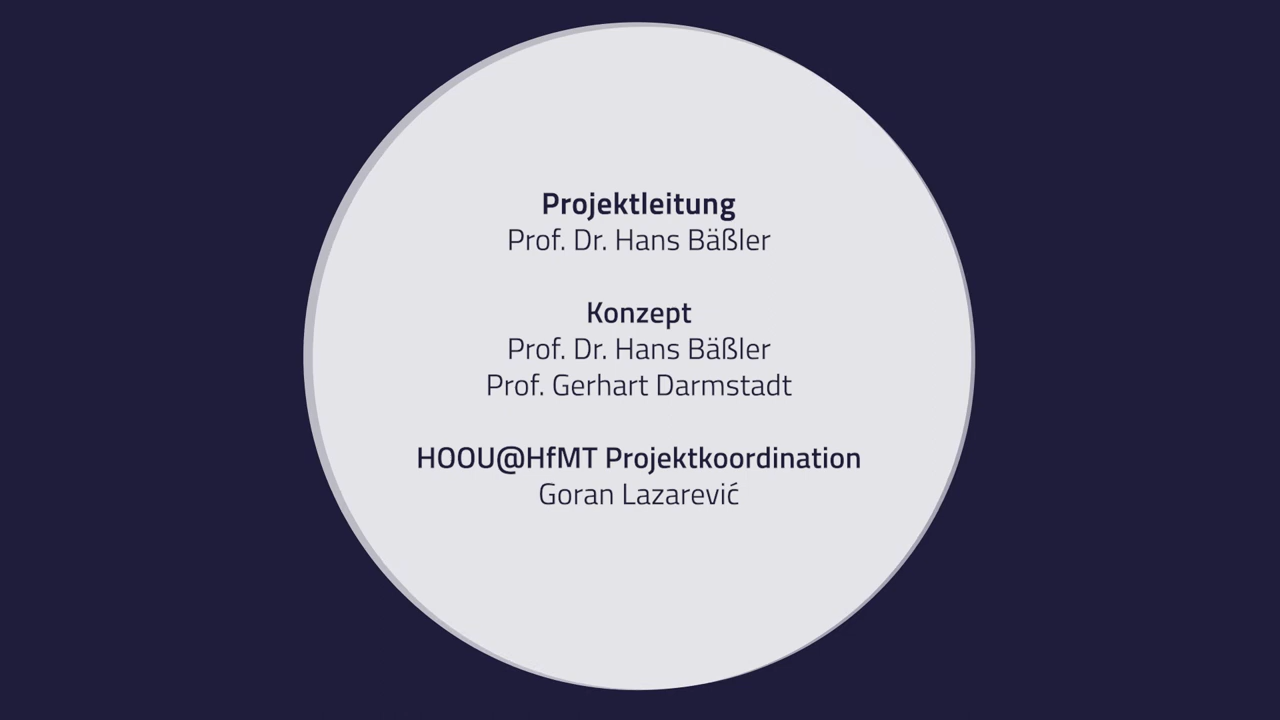 Projektleitung
Prof. Dr. Hans Bäßler
Konzept
Prof. Dr. Hans Bäßler
Prof. Gerhart Darmstadt
HOOU@HfMT Projektkoordination
Goran Lazarević